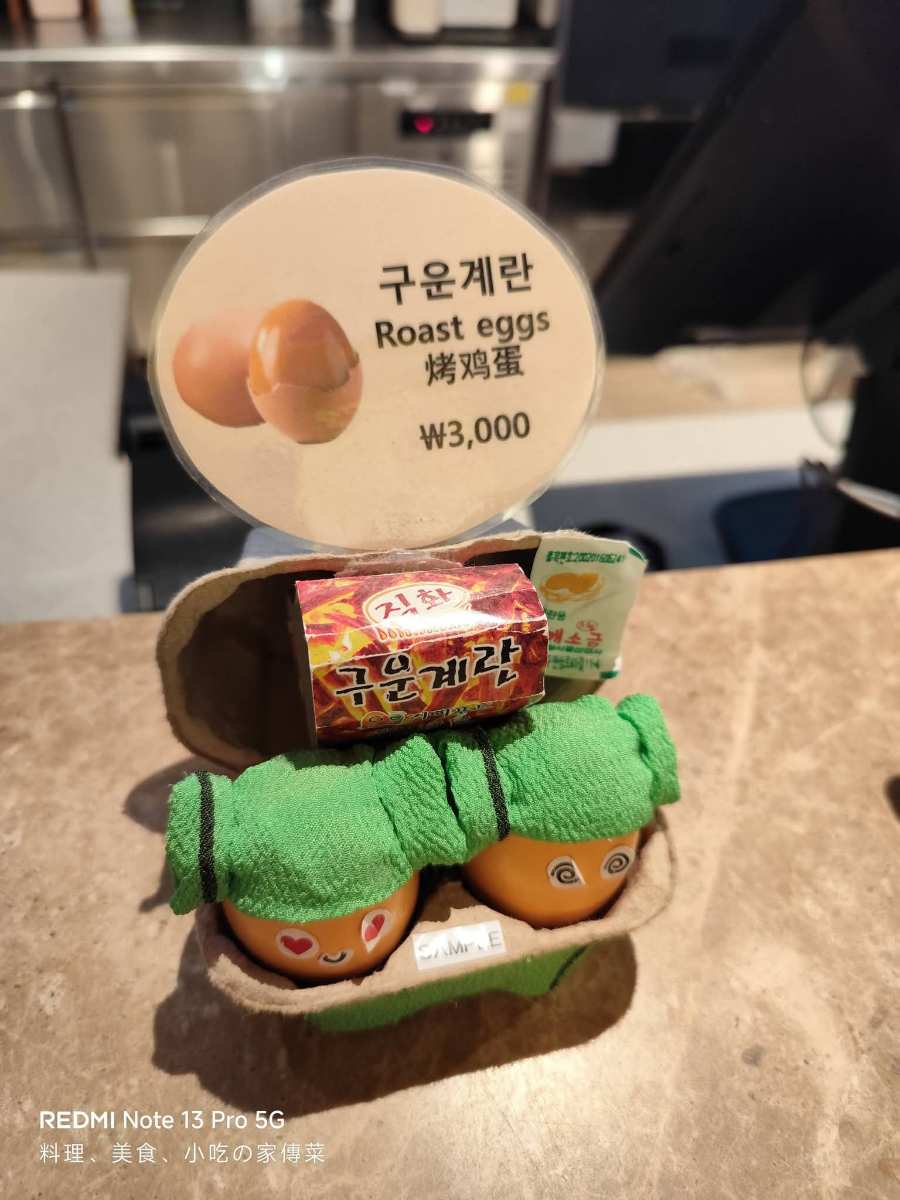 구운계란
Roast eggs
烤鸡蛋
₩3,000
직화
구운계란
SAMPLE
REDMI Note 13 Pro 5G
料理、美食、小吃の家傳菜